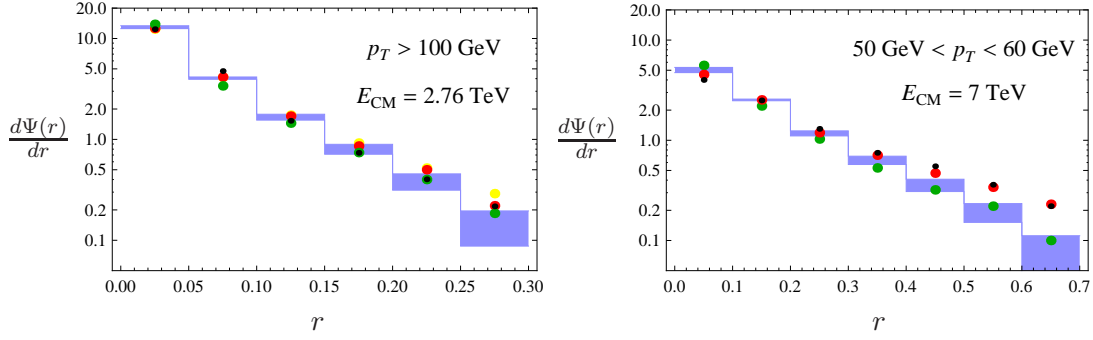 20.0
10.0
5.0
2.0
1.0
0.5
0.2
0.1
dΨ(r)
dr
p_T > 100 GeV
E_CM = 2.76 TeV
0.00 0.05 0.10 0.15 0.20 0.25 0.30
r
20.0
10.0
5.0
2.0
1.0
0.5
0.2
0.1
dΨ(r)
dr
50 GeV < p_T < 60 GeV
E_CM = 7 TeV
0.0 0.1 0.2 0.3 0.4 0.5 0.6 0.7
r